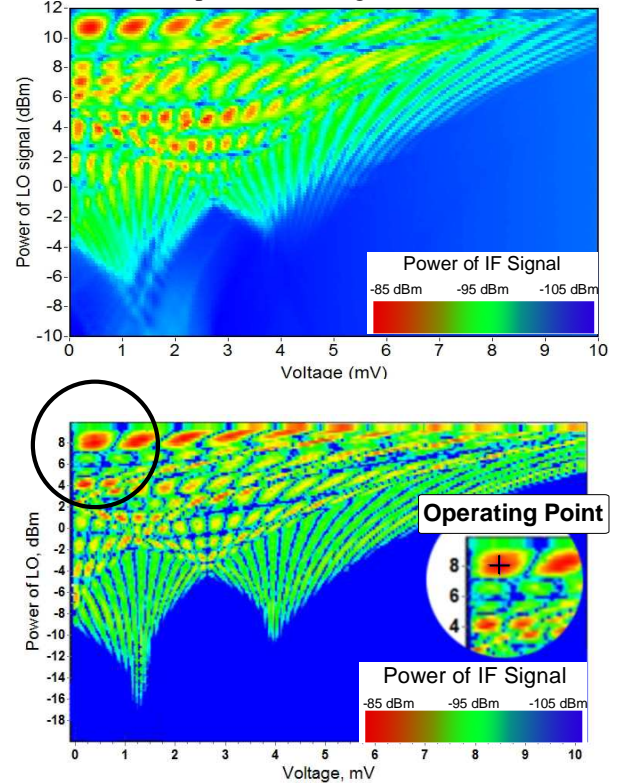 12
10
8
6
4
2
0
-2
-4
-6
-8
-10
Power of LO signal (dBm)
Power of IF Signal
-85 dBm -95 dBm -105 dBm
0 1 2 3 4 5 6 7 8 9 10
Voltage (mV)
8
6
4
2
0
-2
-4
-6
-8
-10
-12
-14
-16
-18
Power of LO, dBm
Operating Point
8
6
4
Power of IF Signal
-85 dBm -95 dBm -105 dBm
0 1 2 3 4 5 6 7 8 9 10
Voltage, mV